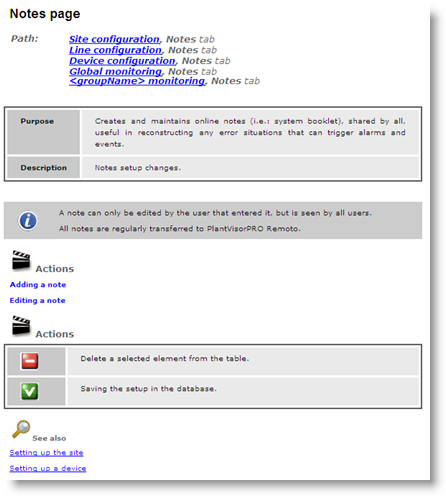 Notes page
Path: Site configuration, Notes tab
Line configuration, Notes tab
Device configuration, Notes tab
Global monitoring, Notes tab
<groupName> monitoring, Notes tab
Purpose Creates and maintains online notes (i.e.: system booklet), shared by all,
useful in reconstructing any error situations that can trigger alarms and
events.
Description Notes setup changes.
A note can only be edited by the user that entered it, but is seen by all users.
All notes are regularly transferred to PlantVisorPRO Remoto.
Actions
Adding a note
Editing a note
Actions
Delete a selected element from the table.
Saving the setup in the database.
See also
Setting up the site
Setting up a device